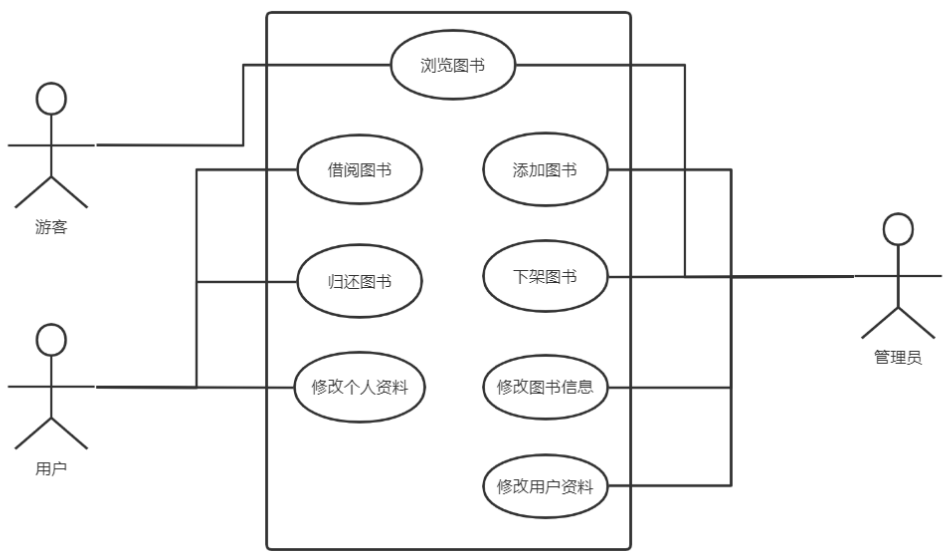 浏览图书
游客
借阅图书
添加图书
归还图书
下架图书
管理员
用户
修改个人资料
修改图书信息
修改用户资料